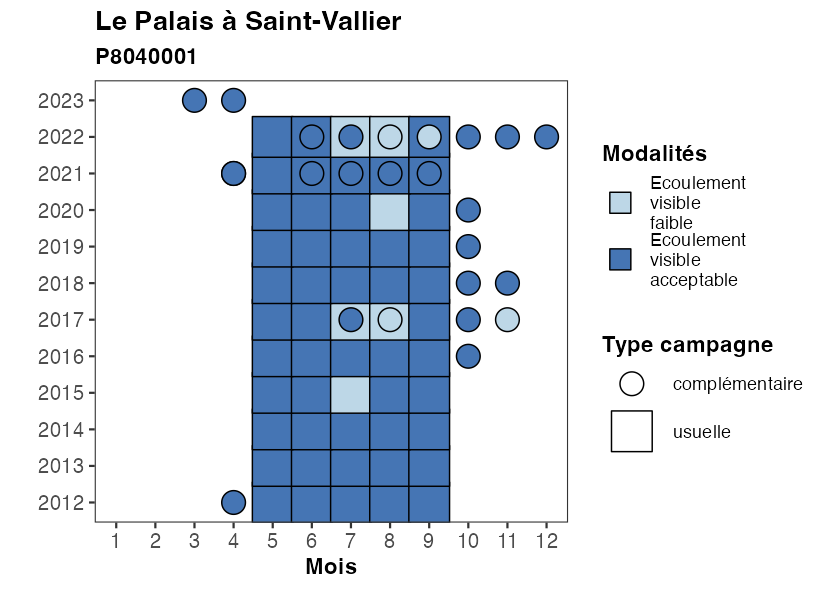 Le Palais à Saint-Vallier
P8040001
2023
2022
2021
2020
2019
2018
2017
2016
2015
2014
2013
2012
1 2 3 4 5 6 7 8 9 10 11 12
Mois
Modalités
Ecoulement
visible
faible
Ecoulement
visible
acceptable
Type campagne
complémentaire
usuelle